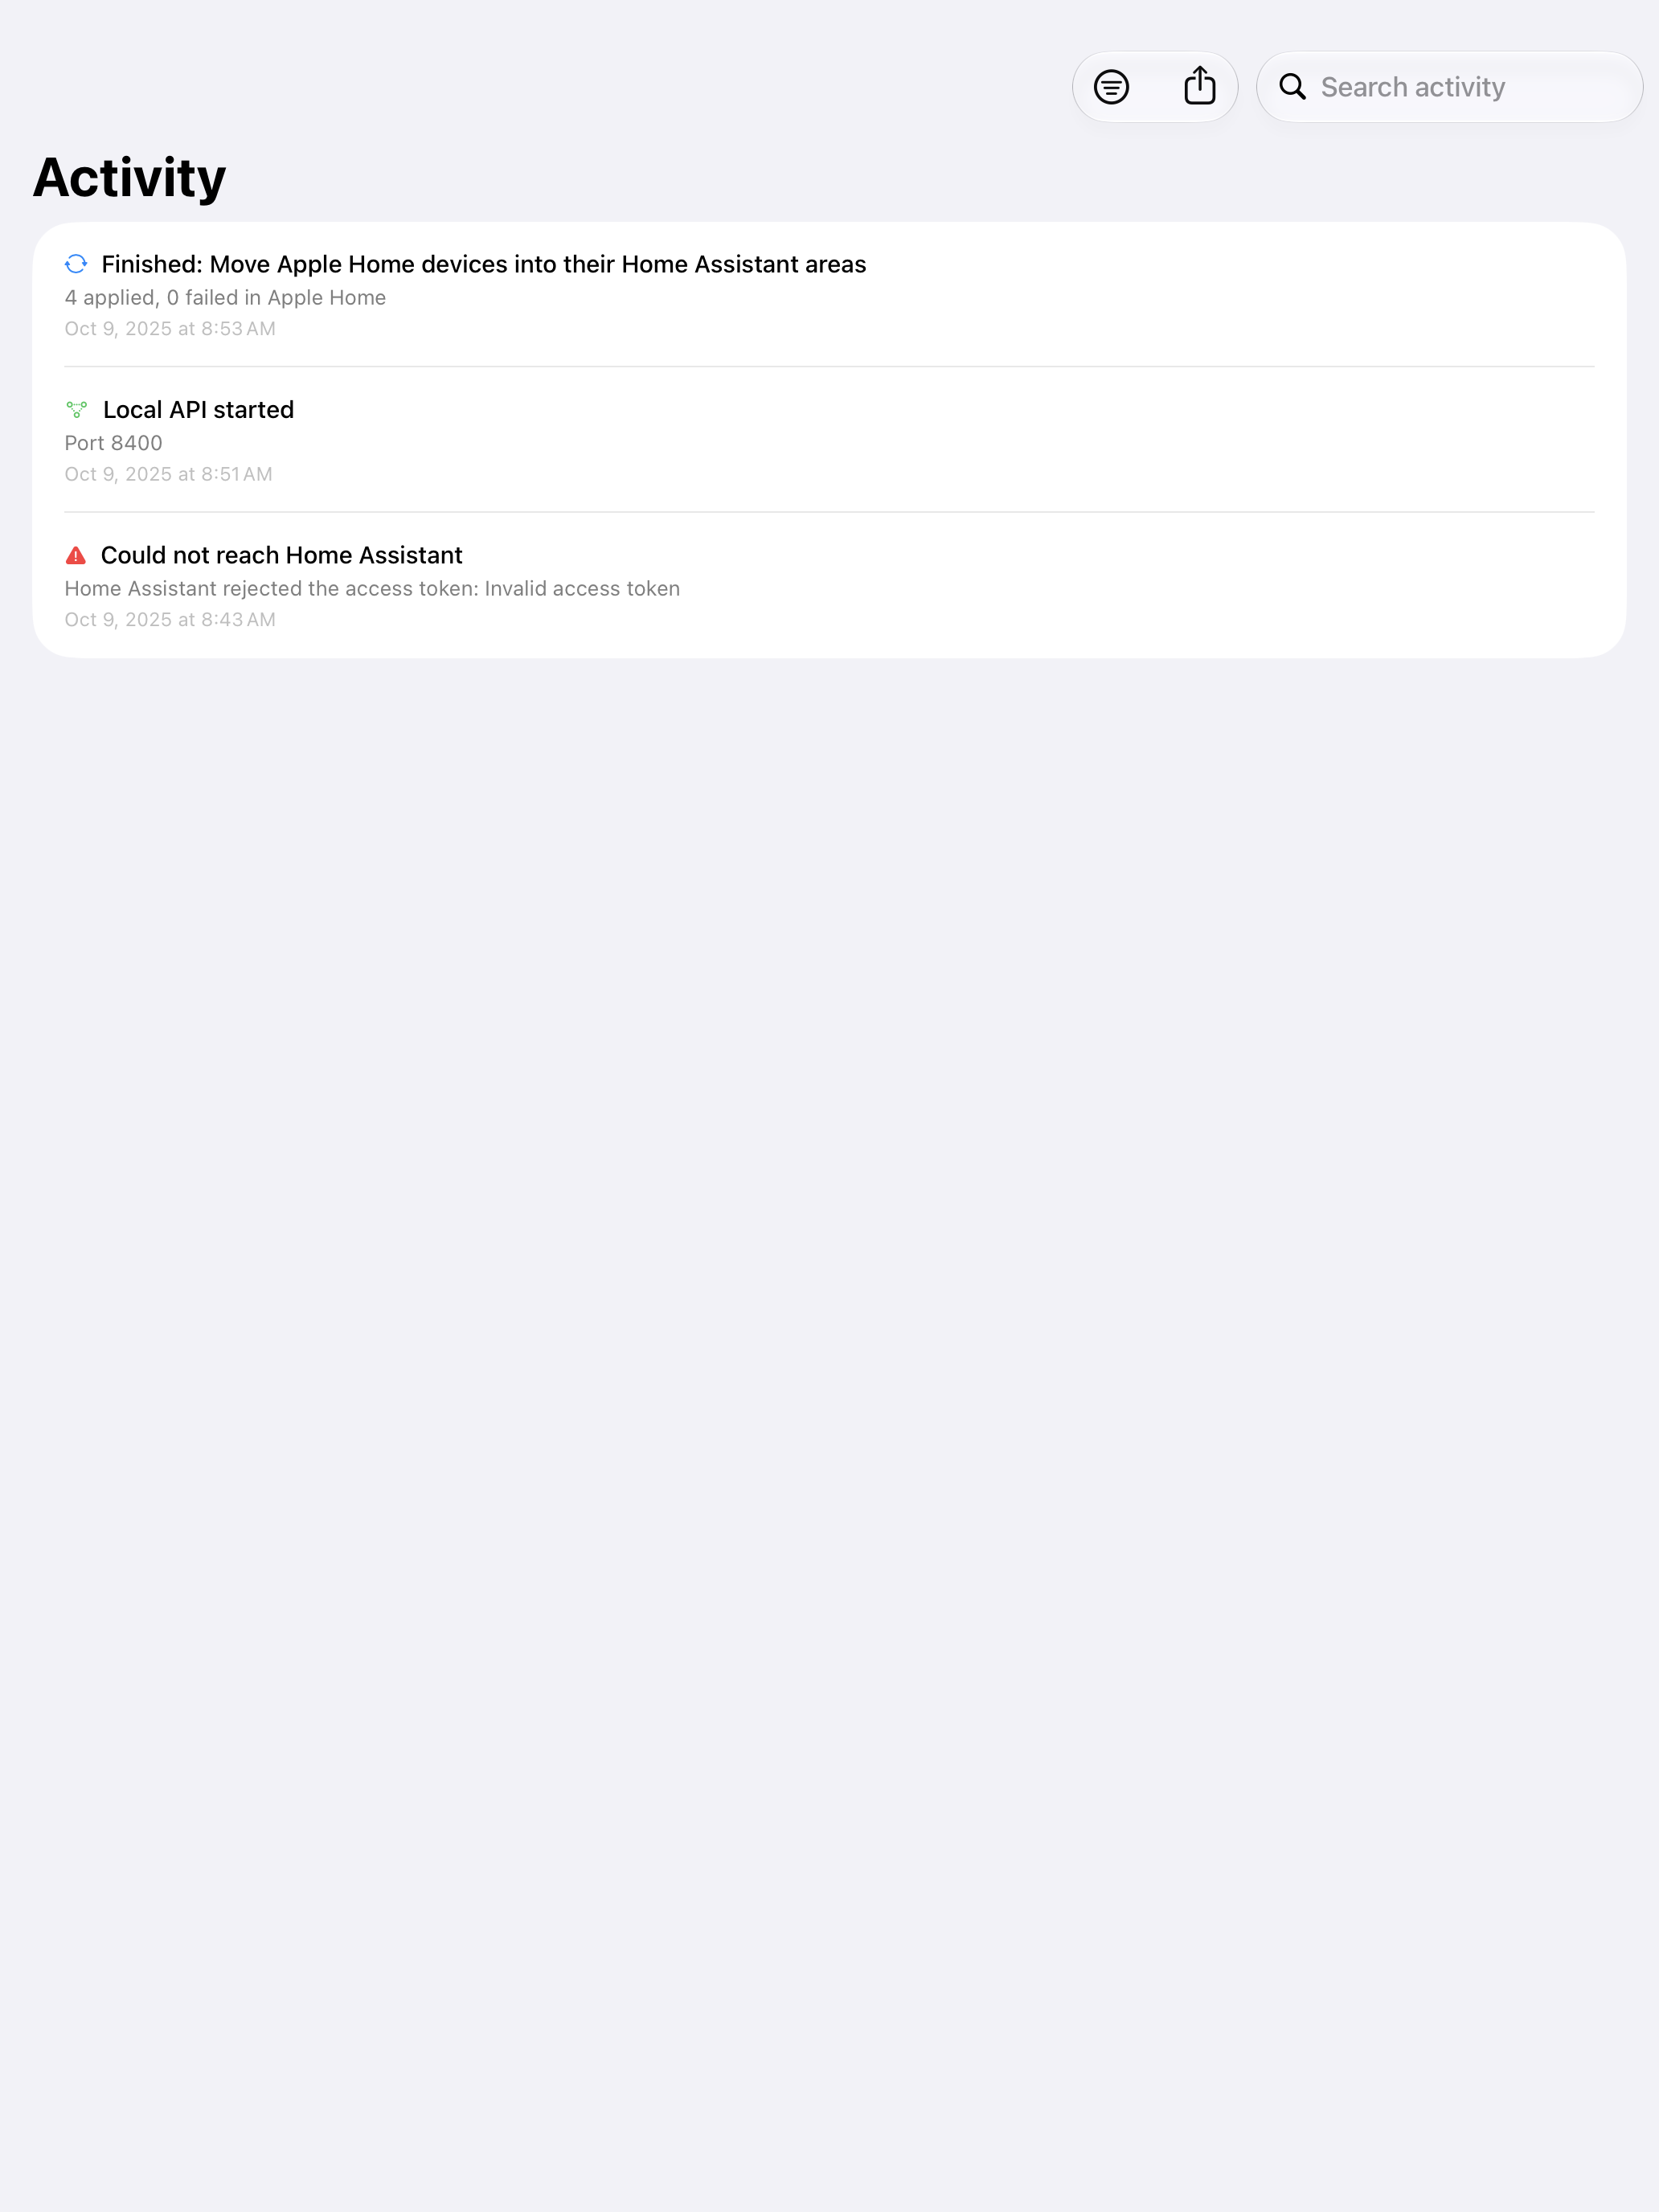 Search activity
Activity
Finished: Move Apple Home devices into their Home Assistant areas
4 applied, 0 failed in Apple Home
Oct 9, 2025 at 8:53 AM
Local API started
Port 8400
Oct 9, 2025 at 8:51 AM
Could not reach Home Assistant
Home Assistant rejected the access token: Invalid access token
Oct 9, 2025 at 8:43 AM